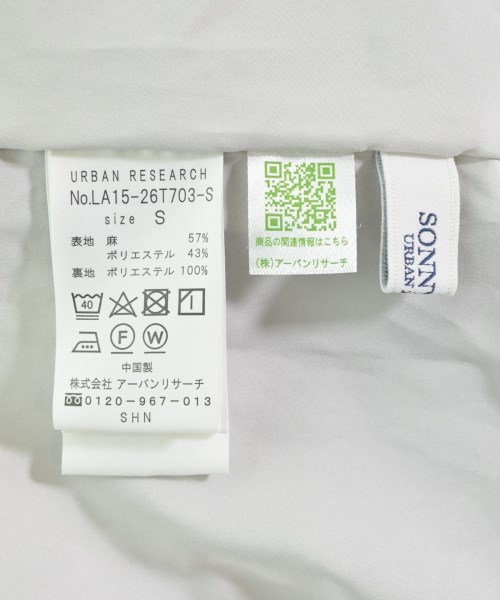 URBAN RESEARCH
No.LA15-26T703-S
size S
表地 麻 57%
ポリエステル 43%
裏地 ポリエステル 100%
40
F W
中国製
株式会社 アーバンリサーチ
0120-967-013
SHN
商品の関連情報はこちら
(株)アーバンリサーチ
SONN
URBAN